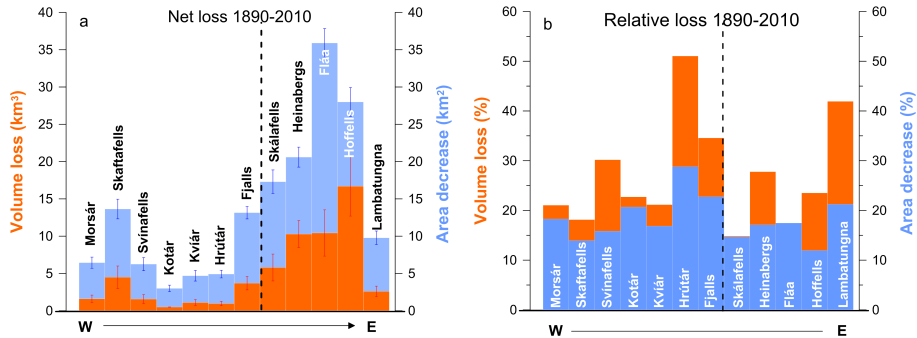 a
Net loss 1890-2010
Volume loss (km³)
40
35
30
25
20
15
10
5
0
Morsár
Skaftafells
Svínafells
Kotár
Kvíár
Hrútár
Fjalls
Skálafells
Heinabergs
Fláa
Hoffells
Lambatungna
40
35
30
25
20
15
10
5
0
Area decrease (km²)
W
E
b
Relative loss 1890-2010
Volume loss (%)
60
50
40
30
20
10
0
Morsár
Skaftafells
Svínafells
Kotár
Kvíár
Hrútár
Fjalls
Skálafells
Heinabergs
Fláa
Hoffells
Lambatungna
60
50
40
30
20
10
0
Area decrease (%)
W
E